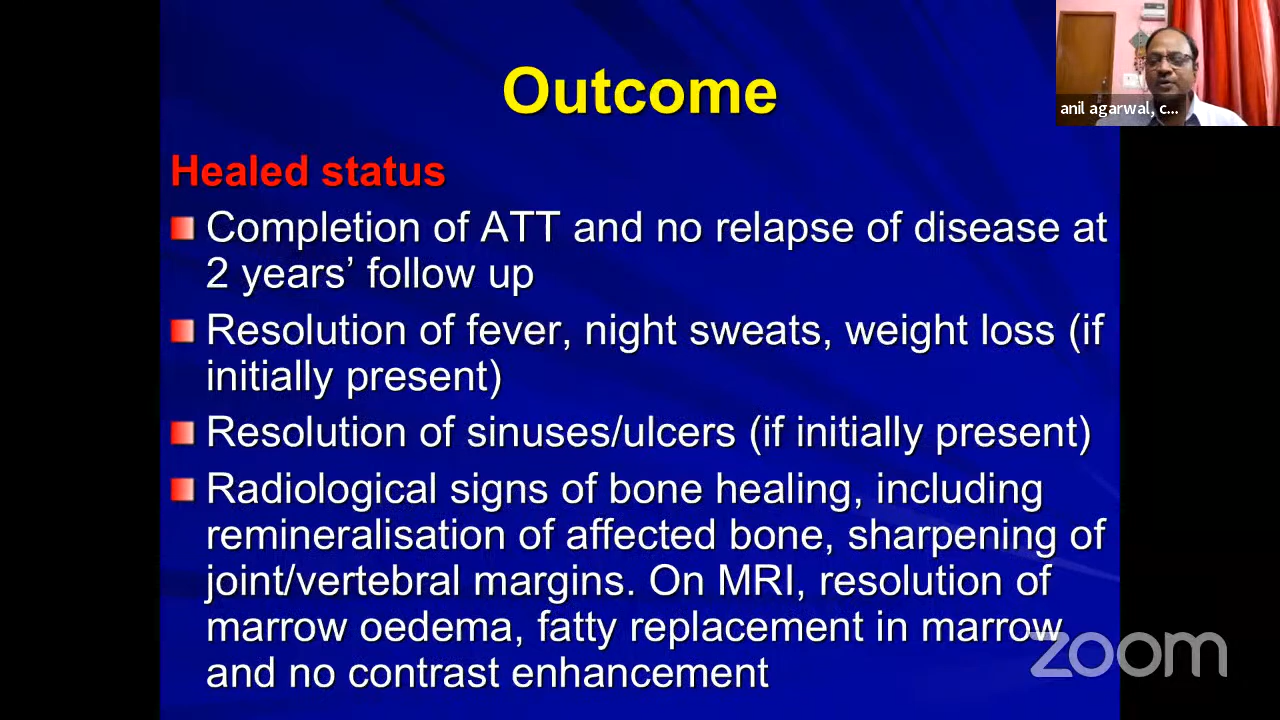 Outcome
anil agarwal, c...
Healed status
Completion of ATT and no relapse of disease at
2 years’ follow up
Resolution of fever, night sweats, weight loss (if
initially present)
Resolution of sinuses/ulcers (if initially present)
Radiological signs of bone healing, including
remineralisation of affected bone, sharpening of
joint/vertebral margins. On MRI, resolution of
marrow oedema, fatty replacement in marrow
and no contrast enhancement
zoom